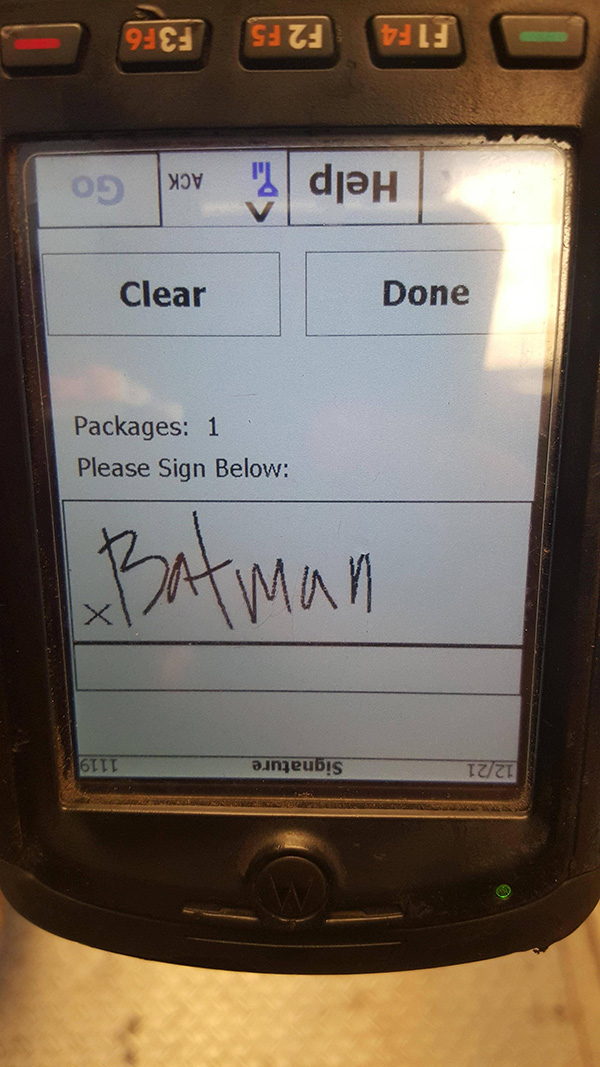 F3 F6 F2 F5 F1 F4
Go ACK Help
Clear Done
Packages: 1
Please Sign Below:
×Batman
1119 Signature 12/21
W